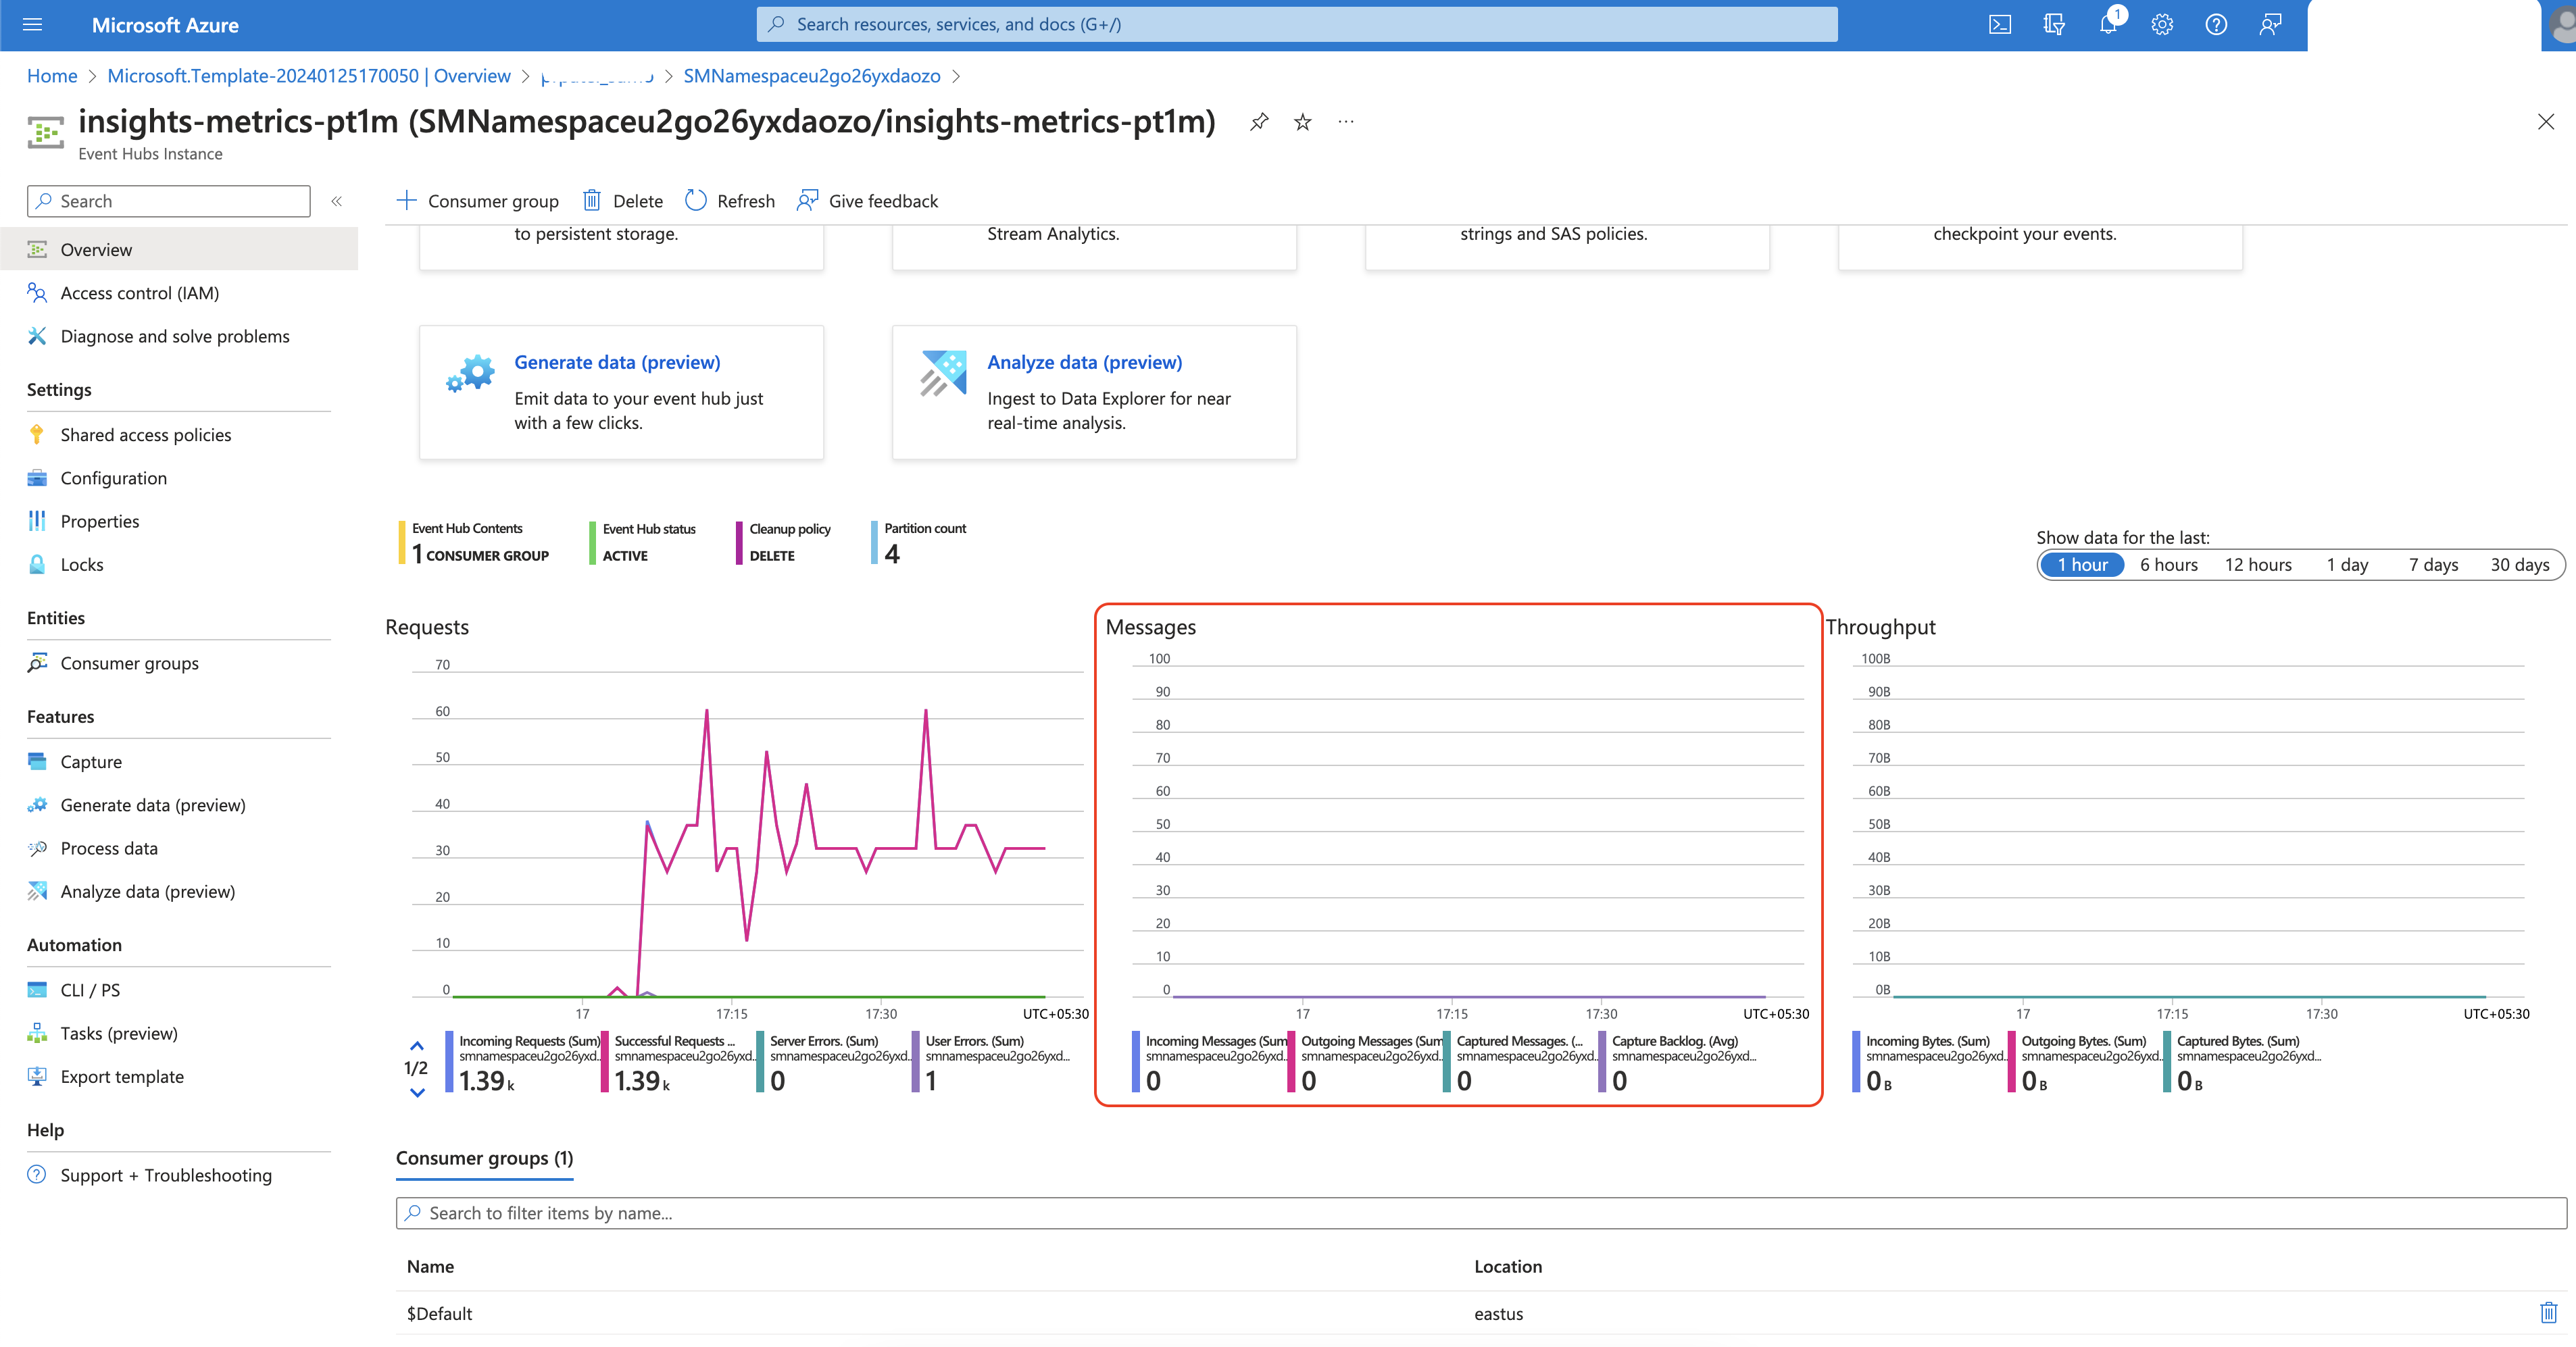 Microsoft Azure
Search resources, services, and docs (G+/)
1
Home > Microsoft.Template-20240125170050 | Overview > > SMNamespaceu2go26yxdaozo >
insights-metrics-pt1m (SMNamespaceu2go26yxdaozo/insights-metrics-pt1m)
...
Event Hubs Instance
Search
«
Consumer group
Delete
Refresh
Give feedback
Overview
Access control (IAM)
Diagnose and solve problems
Settings
Shared access policies
Configuration
Properties
Locks
Entities
Consumer groups
Features
Capture
Generate data (preview)
Process data
Analyze data (preview)
Automation
CLI / PS
Tasks (preview)
Export template
Help
Support + Troubleshooting
to persistent storage.
Stream Analytics.
strings and SAS policies.
checkpoint your events.
Generate data (preview)
Emit data to your event hub just
with a few clicks.
Analyze data (preview)
Ingest to Data Explorer for near
real-time analysis.
Event Hub Contents
1 CONSUMER GROUP
Event Hub status
ACTIVE
Cleanup policy
DELETE
Partition count
4
Show data for the last:
1 hour 6 hours 12 hours 1 day 7 days 30 days
Requests
70
60
50
40
30
20
10
0
17 17:15 17:30 UTC+05:30
1/2
Incoming Requests (Sum)
smnamespaceu2go26yxd...
1.39 k
Successful Requests ...
smnamespaceu2go26yxd...
1.39 k
Server Errors. (Sum)
smnamespaceu2go26yxd...
0
User Errors. (Sum)
smnamespaceu2go26yxd...
1
Messages
100
90
80
70
60
50
40
30
20
10
0
17 17:15 17:30 UTC+05:30
Incoming Messages (Sum
smnamespaceu2go26yxd...
0
Outgoing Messages (Sum
smnamespaceu2go26yxd...
0
Captured Messages. (...
smnamespaceu2go26yxd...
0
Capture Backlog. (Avg)
smnamespaceu2go26yxd...
0
Throughput
100B
90B
80B
70B
60B
50B
40B
30B
20B
10B
0B
17 17:15 17:30 UTC+05:30
Incoming Bytes. (Sum)
smnamespaceu2go26yxd...
0 B
Outgoing Bytes. (Sum)
smnamespaceu2go26yxd...
0 B
Captured Bytes. (Sum)
smnamespaceu2go26yxd...
0 B
Consumer groups (1)
Search to filter items by name...
Name Location
$Default eastus